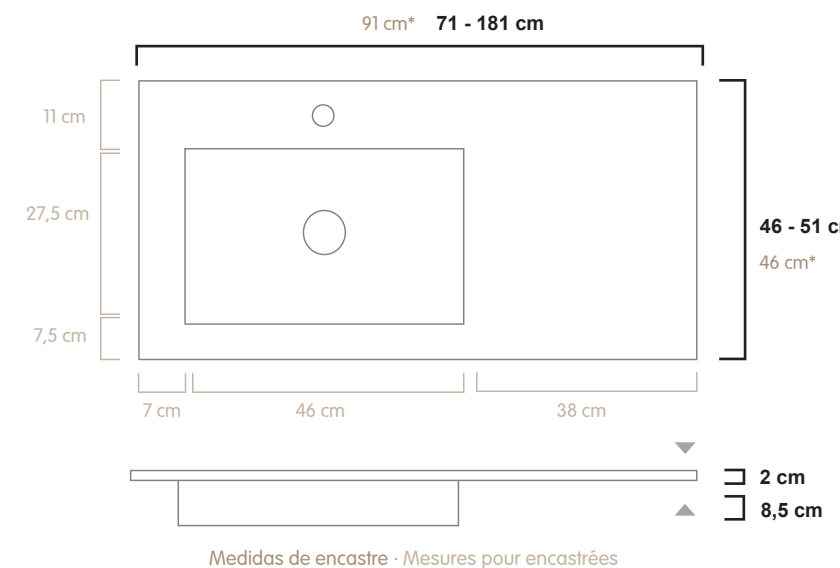 91 cm* 71 - 181 cm
11 cm
27,5 cm
46 - 51 c
46 cm*
7,5 cm
7 cm 46 cm 38 cm
2 cm
8,5 cm
Medidas de encastre · Mesures pour encastrées